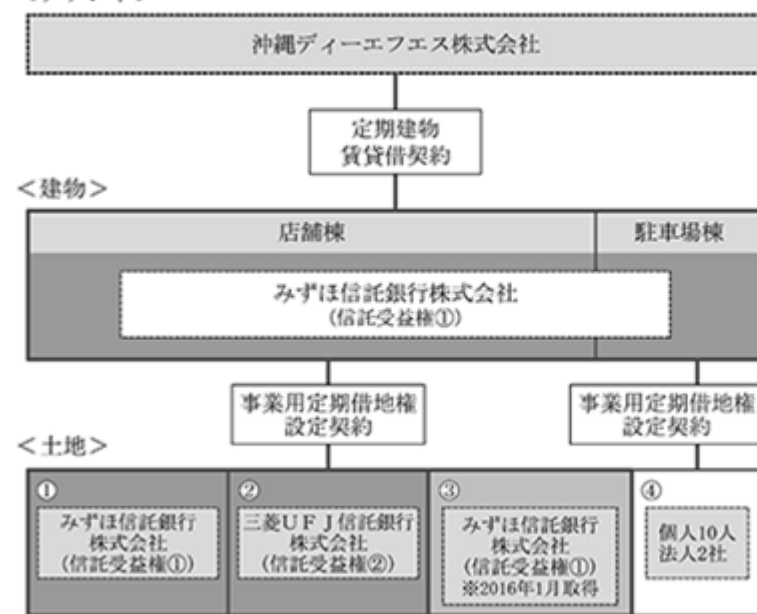 沖縄ディーエフエス株式会社
定期建物
賃貸借契約
<建物>
店舗棟
駐車場棟
みずほ信託銀行株式会社
(信託受益権①)
事業用定期借地権
設定契約
事業用定期借地権
設定契約
<土地>
①
みずほ信託銀行
株式会社
(信託受益権①)
②
三菱UFJ信託銀行
株式会社
(信託受益権②)
③
みずほ信託銀行
株式会社
(信託受益権①)
※2016年1月取得
④
個人10人
法人2社